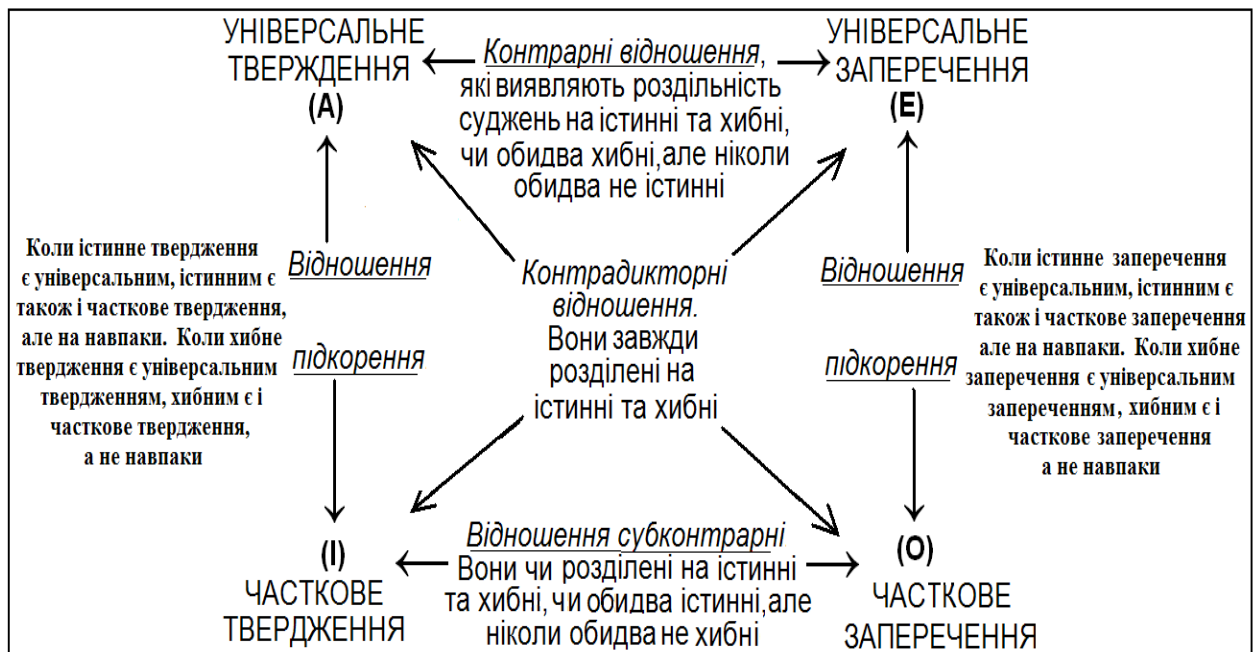 УНІВЕРСАЛЬНЕ
ТВЕРЖДЕННЯ
(А)
Контрарні відношення,
які виявляють роздільність
суджень на істинні та хибні,
чи обидва хибні, але ніколи
обидва не істинні
УНІВЕРСАЛЬНЕ
ЗАПЕРЕЧЕННЯ
(Е)
Коли істинне твердження
є універсальним, істинним є
також і часткове твердження,
але на навпаки. Коли хибне
твердження є універсальним
твердженням, хибним є і
часткове твердження,
а не навпаки
Відношення
підкорення
Контрадикторні
відношення.
Вони завжди
розділені на
істинні та хибні
Відношення
підкорення
Коли істинне заперечення
є універсальним, істинним є
також і часткове заперечення
але на навпаки. Коли хибне
заперечення є універсальним
запереченням, хибним є і
часткове заперечення
а не навпаки
(І)
ЧАСТКОВЕ
ТВЕРДЖЕННЯ
Відношення субконтрарні
Вони чи розділені на істинні
та хибні, чи обидва істинні, але
ніколи обидва не хибні
(О)
ЧАСТКОВЕ
ЗАПЕРЕЧЕННЯ